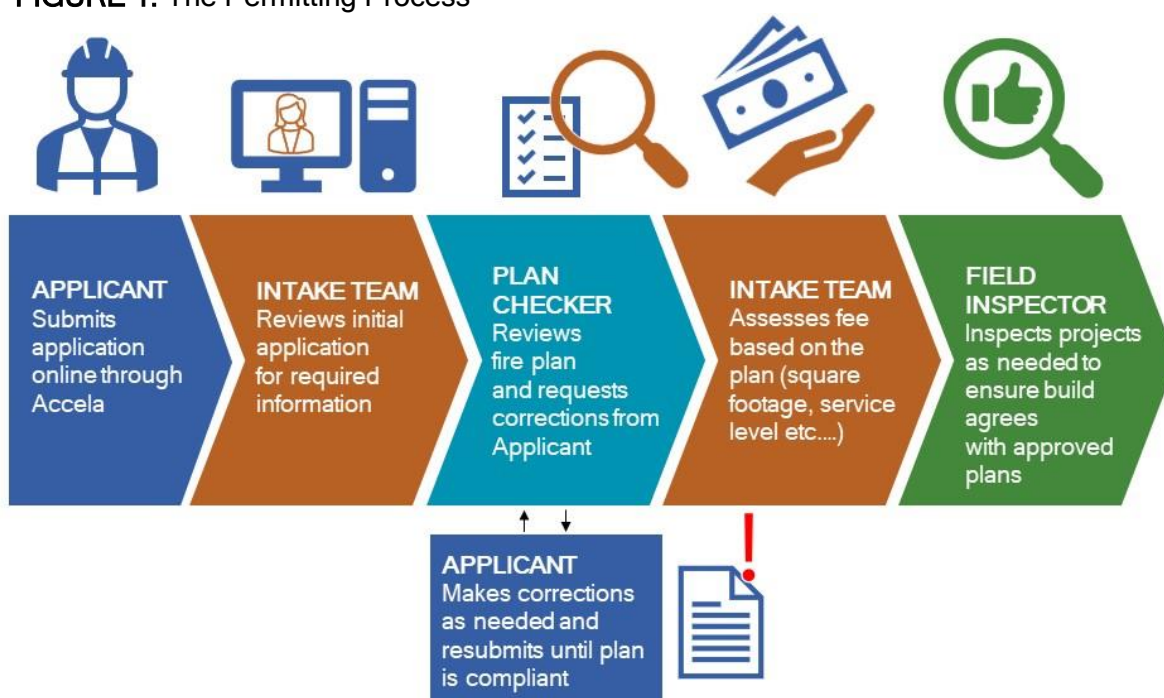 FIGURE 1. The Permitting Process
APPLICANT
Submits
application
online through
Accela
INTAKE TEAM
Reviews initial
application
for required
information
PLAN
CHECKER
Reviews
fire plan
and requests
corrections from
Applicant
INTAKE TEAM
Assesses fee
based on the
plan (square
footage, service
level etc....)
FIELD
INSPECTOR
Inspects projects
as needed to
ensure build
agrees
with approved
plans
APPLICANT
Makes corrections
as needed and
resubmits until plan
is compliant
!